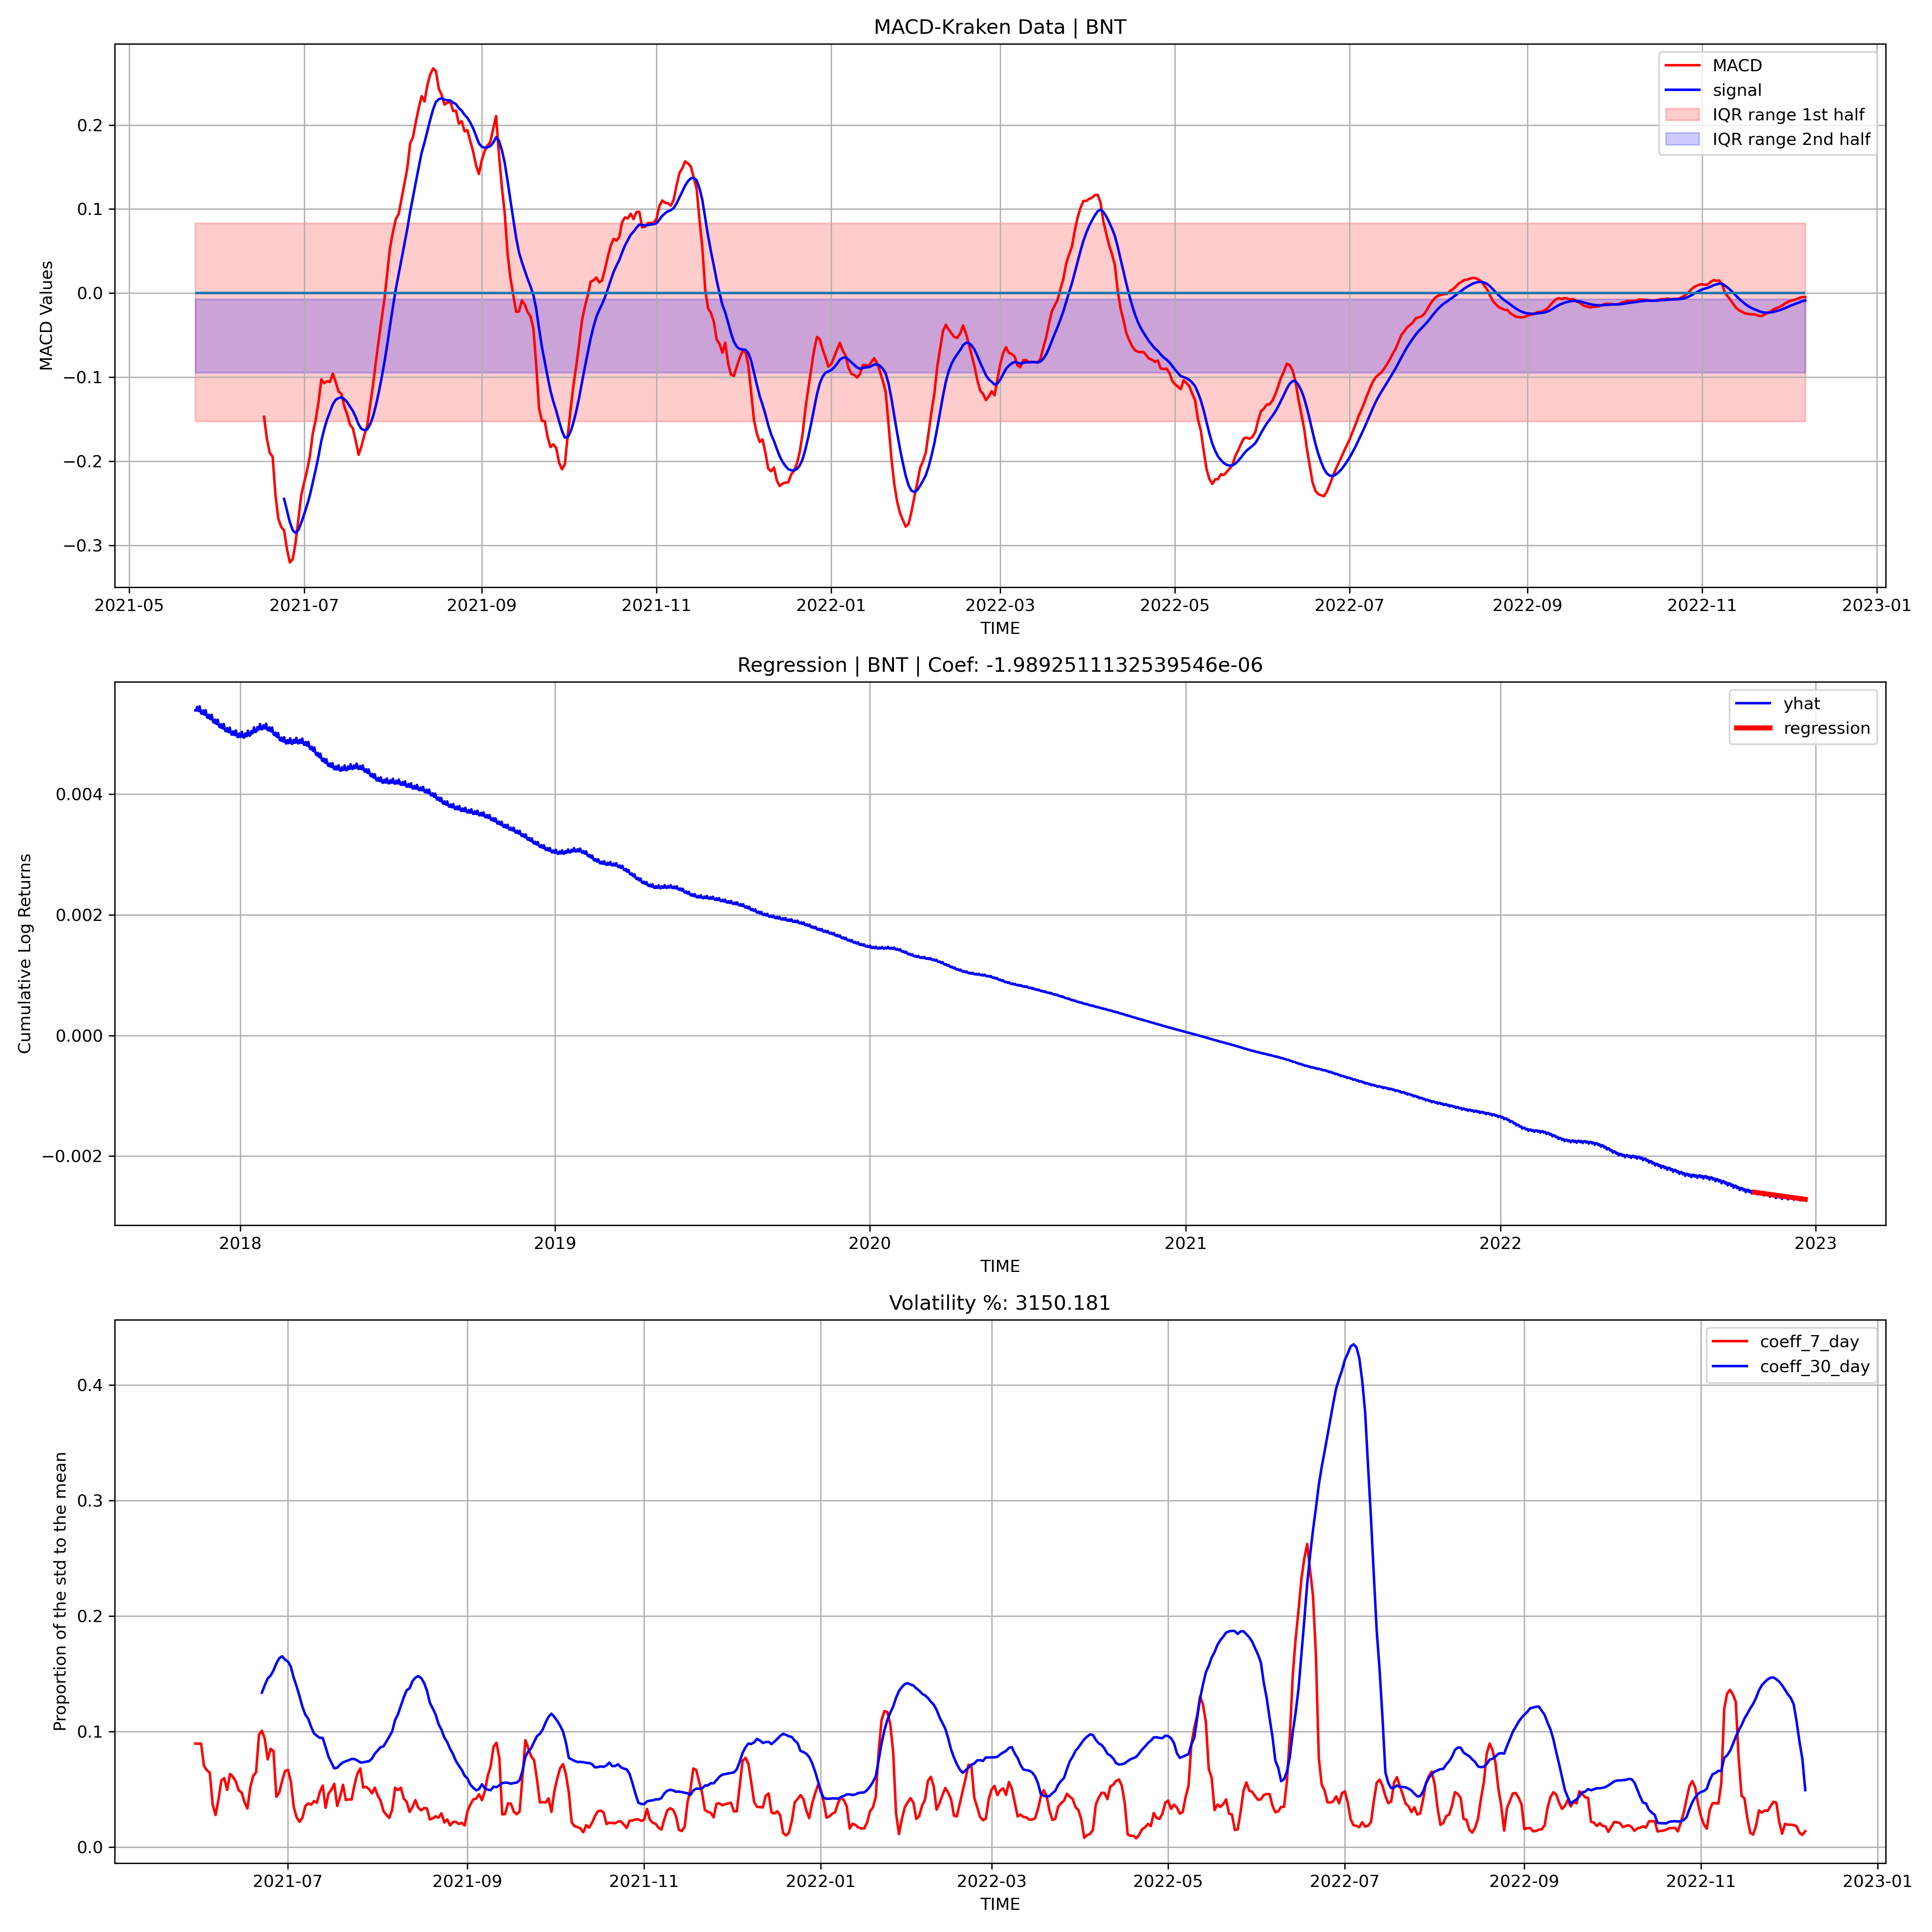 MACD-Kraken Data | BNT
MACD
signal
IQR range 1st half
IQR range 2nd half
MACD Values
0.2
0.1
0.0
−0.1
−0.2
−0.3
2021-05 2021-07 2021-09 2021-11 2022-01 2022-03 2022-05 2022-07 2022-09 2022-11 2023-01
TIME
Regression | BNT | Coef: -1.9892511132539546e-06
yhat
regression
Cumulative Log Returns
0.004
0.002
0.000
−0.002
2018 2019 2020 2021 2022 2023
TIME
Volatility %: 3150.181
coeff_7_day
coeff_30_day
Proportion of the std to the mean
0.4
0.3
0.2
0.1
0.0
2021-07 2021-09 2021-11 2022-01 2022-03 2022-05 2022-07 2022-09 2022-11 2023-01
TIME